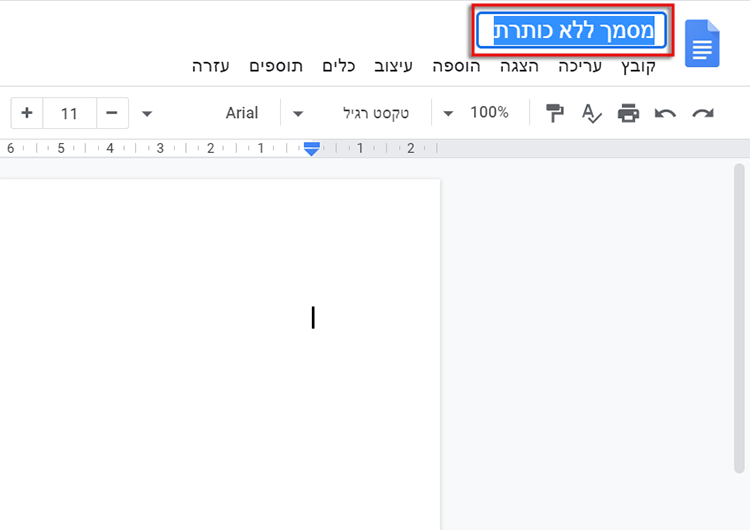 מסמך ללא כותרת
קובץ עריכה הצגה הוספה עיצוב כלים תוספים עזרה
100% טקסט רגיל Arial − 11 +
2 1 1 2 3 4 5 6